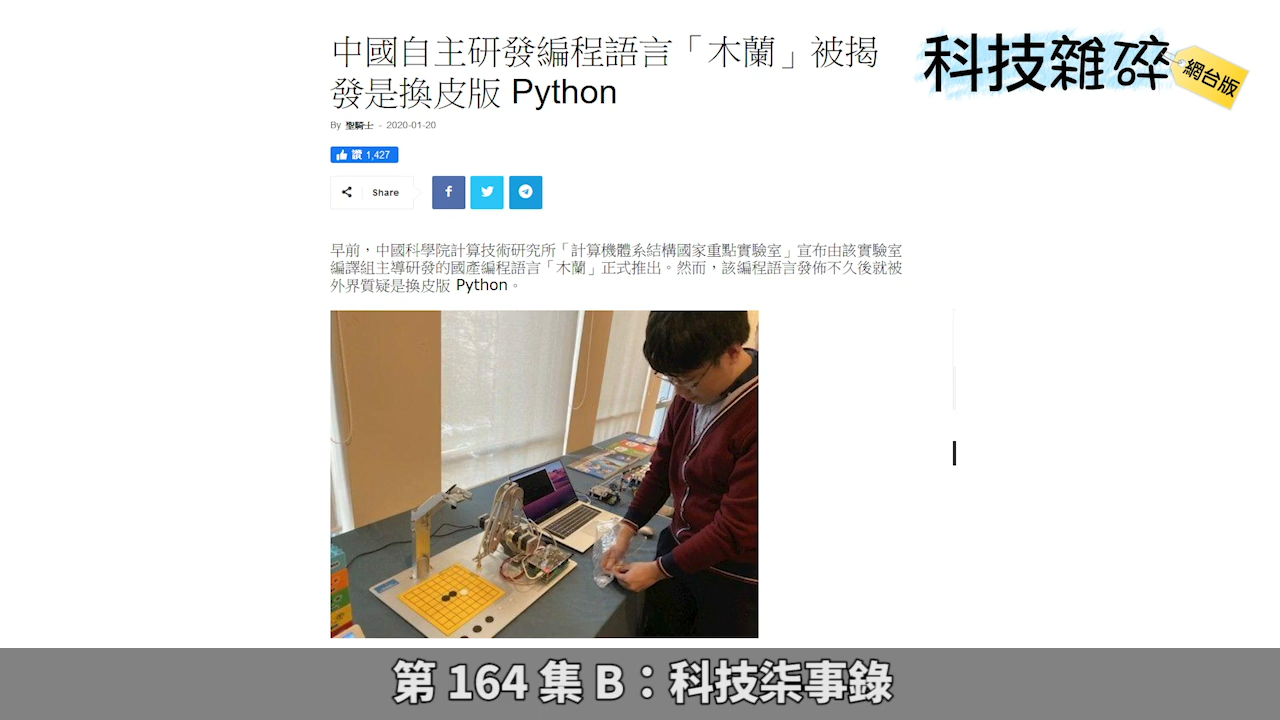 中國自主研發編程語言「木蘭」被揭
發是換皮版 Python
By 聖騎士 - 2020-01-20
讚 1,427
Share
早前，中國科學院計算技術研究所「計算機體系結構國家重點實驗室」宣布由該實驗室
編譯組主導研發的國產編程語言「木蘭」正式推出。然而，該編程語言發佈不久後就被
外界質疑是換皮版 Python。
科技雜碎
網台版
第 164 集 B：科技柒事錄